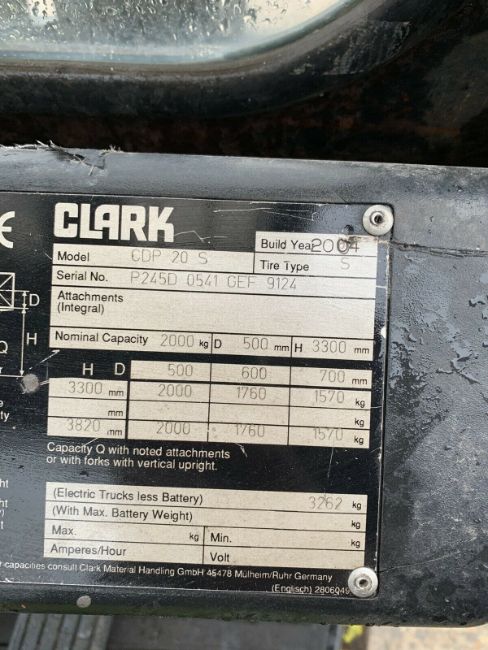 CE
CLARK
Build Year 2004
Model CDP 20 S
Tire Type S
Serial No. P245D 0541 GEF 9124
Attachments
(Integral)
Nominal Capacity 2000 kg D 500 mm H 3300 mm
H D 500 600 700 mm
3300 mm 2000 1760 1570 kg
mm kg
3820 mm 2000 1760 1570 kg
Capacity Q with noted attachments
or with forks with vertical upright.
(Electric Trucks less Battery) 3262 kg
(With Max. Battery Weight) kg
Max. kg Min. kg
Amperes/Hour Volt
capacities consult Clark Material Handling GmbH 45478 Mülheim/Ruhr Germany
(Englisch) 2806049
D
H
Q